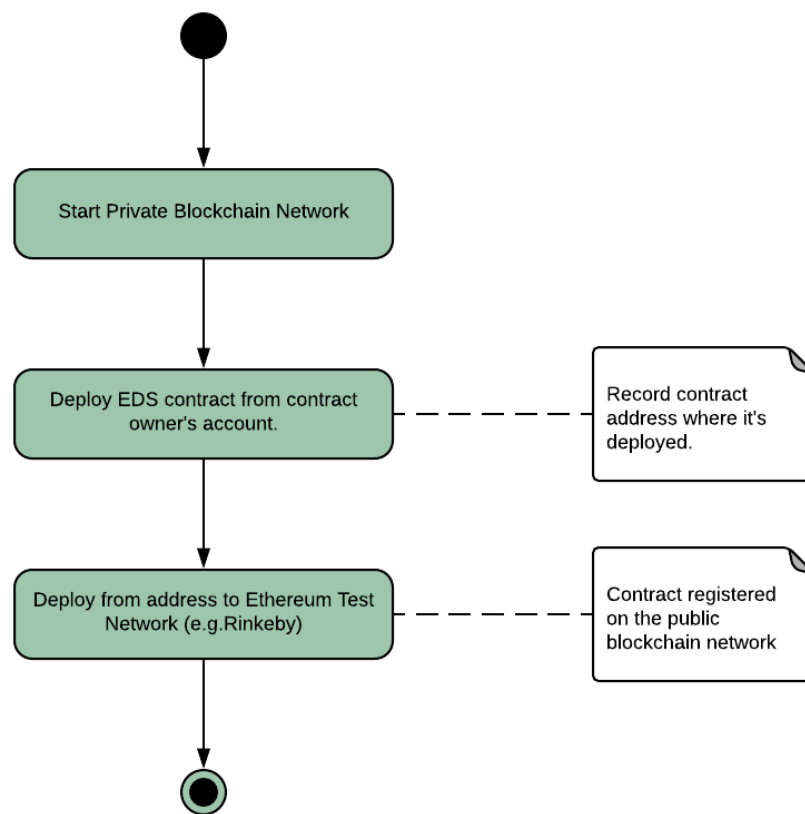 Start Private Blockchain Network
Deploy EDS contract from contract
owner's account.
Record contract
address where it's
deployed.
Deploy from address to Ethereum Test
Network (e.g.Rinkeby)
Contract registered
on the public
blockchain network